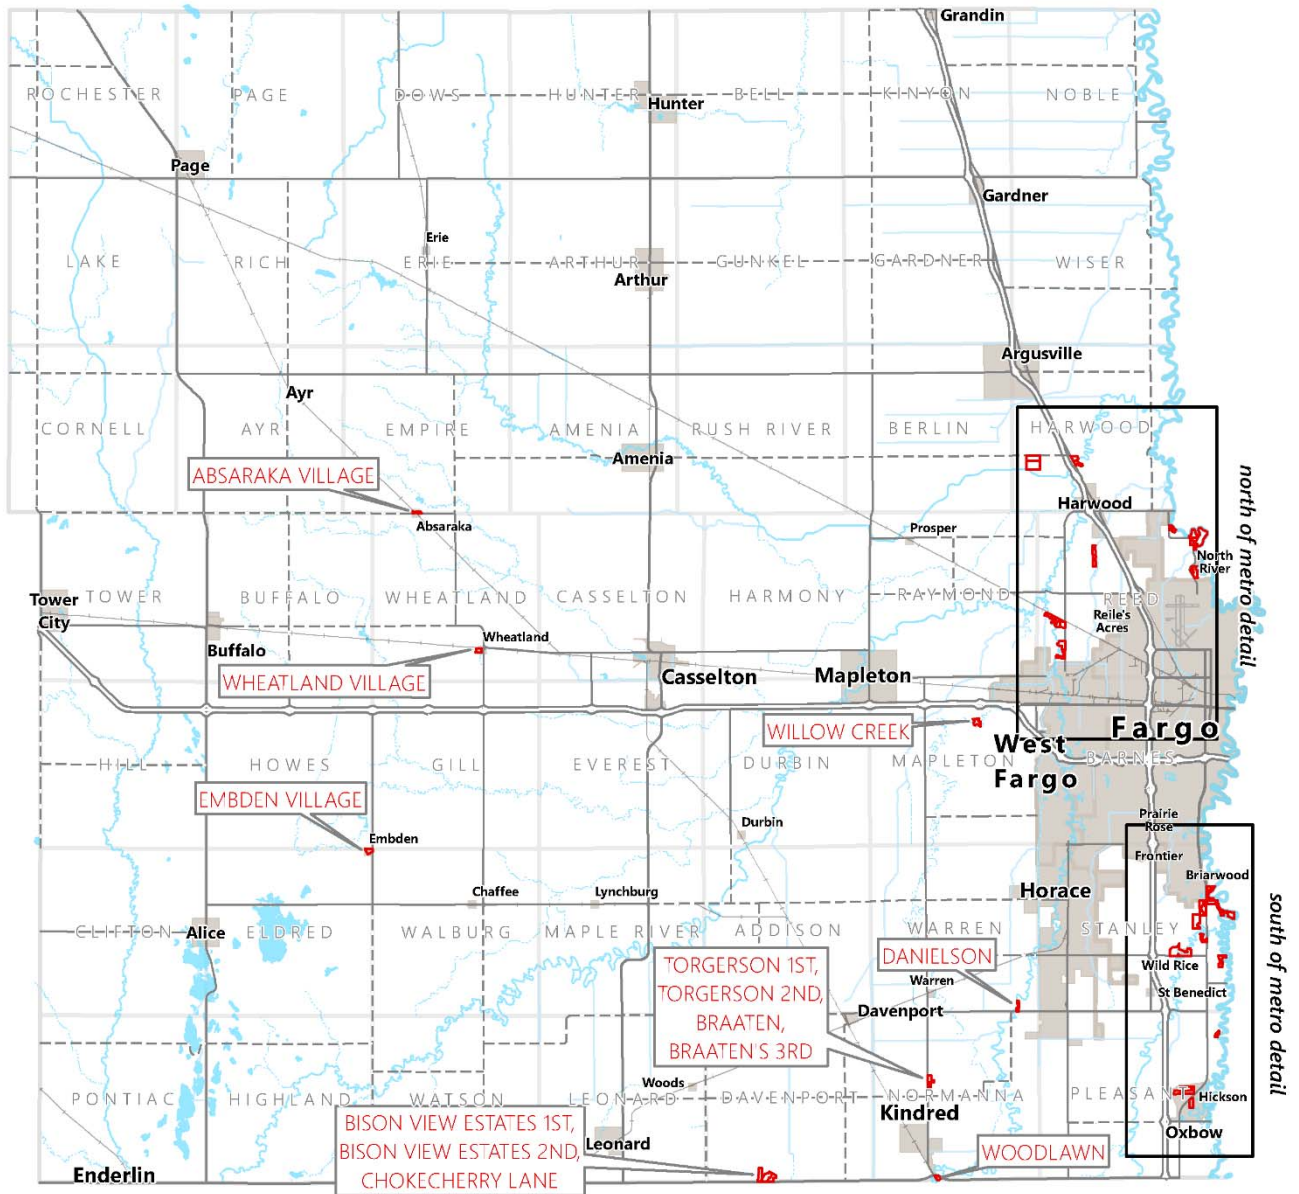 Grandin
ROCHESTER
PAGE
DOWS
HUNTER
Hunter
BELL
KINYON
NOBLE
Page
Gardner
Erie
LAKE
RICH
ERIE
ARTHUR
Arthur
GUNKEL
GARDNER
WISER
Argusville
Ayr
CORNELL
AYR
EMPIRE
AMENIA
RUSH RIVER
BERLIN
HARWOOD
Amenia
ABSARAKA VILLAGE
Absaraka
Harwood
north of metro detail
Prosper
North
River
Tower
City
TOWER
BUFFALO
WHEATLAND
CASSELTON
HARMONY
RAYMOND
REED
Reile's
Acres
Buffalo
Wheatland
WHEATLAND VILLAGE
Casselton
Mapleton
WILLOW CREEK
West
Fargo
Fargo
HILL
HOWES
GILL
EVEREST
DURBIN
MAPLETON
BARNES
EMBDEN VILLAGE
Embden
Durbin
Prairie
Rose
Frontier
Briarwood
Chaffee
Lynchburg
Horace
south of metro detail
CLIFTON
Alice
ELDRED
WALBURG
MAPLE RIVER
ADDISON
WARREN
STANLEY
TORGERSON 1ST,
TORGERSON 2ND,
BRAATEN,
BRAATEN'S 3RD
DANIELSON
Warren
Wild Rice
St Benedict
Davenport
Woods
PONTIAC
HIGHLAND
WATSON
LEONARD
DAVENPORT
NORMANNA
PLEASANT
Hickson
Kindred
Oxbow
BISON VIEW ESTATES 1ST,
BISON VIEW ESTATES 2ND,
CHOKECHERRY LANE
Leonard
WOODLAWN
Enderlin